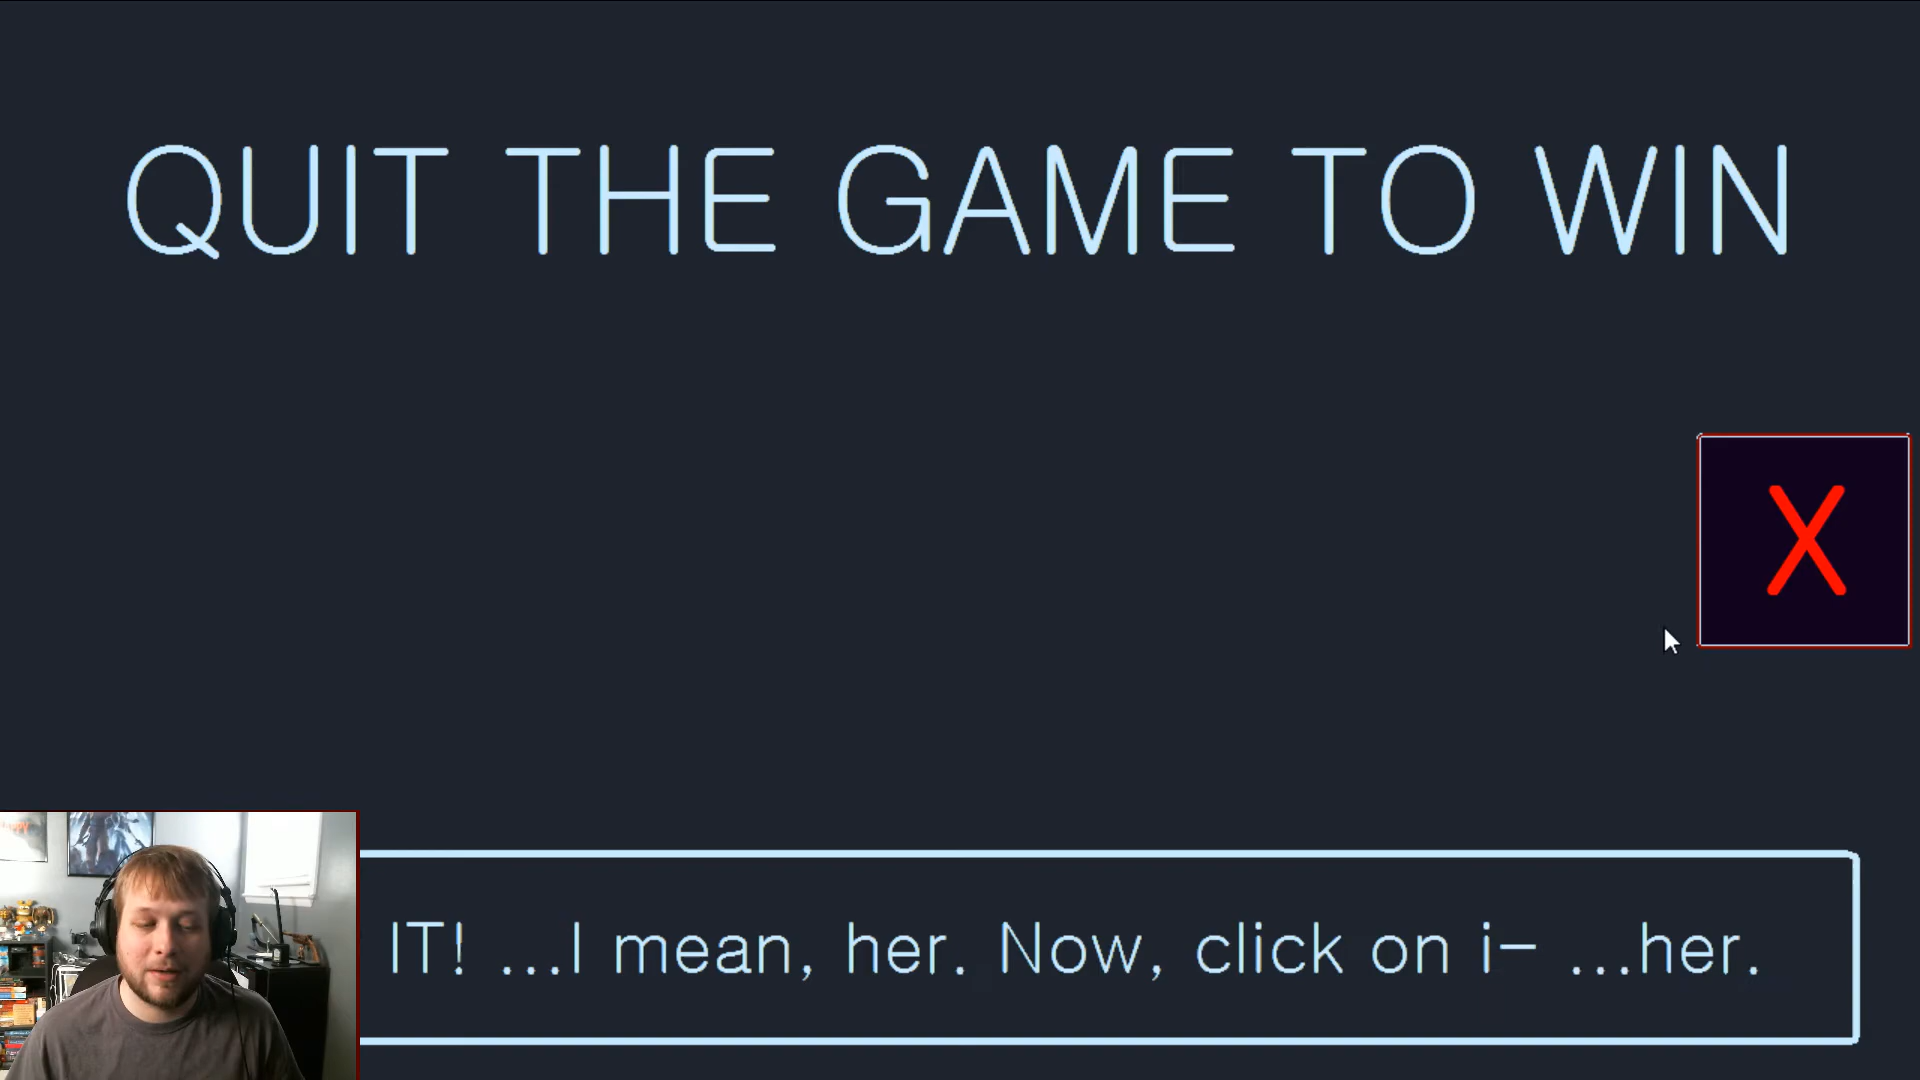 QUIT THE GAME TO WIN
X
IT! ...I mean, her. Now, click on i- ...her.